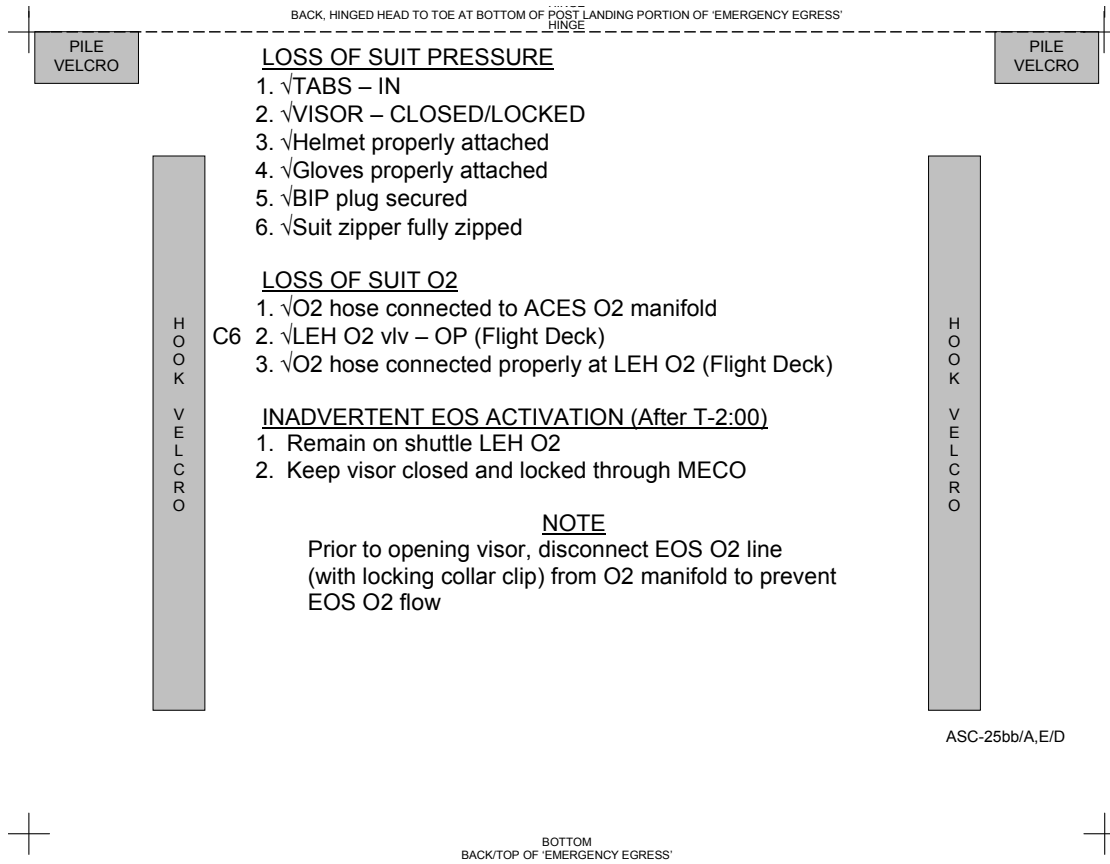 HINGE
BACK, HINGED HEAD TO TOE AT BOTTOM OF POST LANDING PORTION OF 'EMERGENCY EGRESS'
HINGE
PILE
VELCRO
PILE
VELCRO
LOSS OF SUIT PRESSURE
1. √TABS – IN
2. √VISOR – CLOSED/LOCKED
3. √Helmet properly attached
4. √Gloves properly attached
5. √BIP plug secured
6. √Suit zipper fully zipped
LOSS OF SUIT O2
1. √O2 hose connected to ACES O2 manifold
C6 2. √LEH O2 vlv – OP (Flight Deck)
3. √O2 hose connected properly at LEH O2 (Flight Deck)
INADVERTENT EOS ACTIVATION (After T-2:00)
1. Remain on shuttle LEH O2
2. Keep visor closed and locked through MECO
NOTE
Prior to opening visor, disconnect EOS O2 line
(with locking collar clip) from O2 manifold to prevent
EOS O2 flow
HOOK VELCRO
HOOK VELCRO
ASC-25bb/A,E/D
BOTTOM
BACK/TOP OF 'EMERGENCY EGRESS'